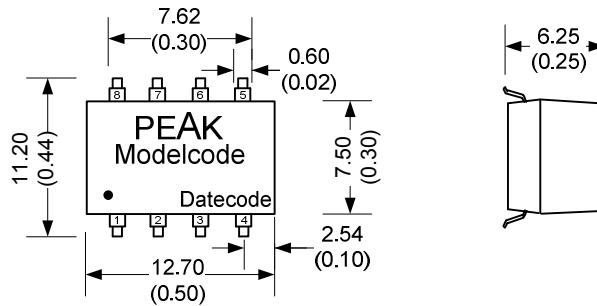 7.62
(0.30)
0.60
(0.02)
6.25
(0.25)
8 7 6 5
PEAK
Modelcode
Datecode
11.20
(0.44)
7.50
(0.30)
1 2 3 4
2.54
(0.10)
12.70
(0.50)